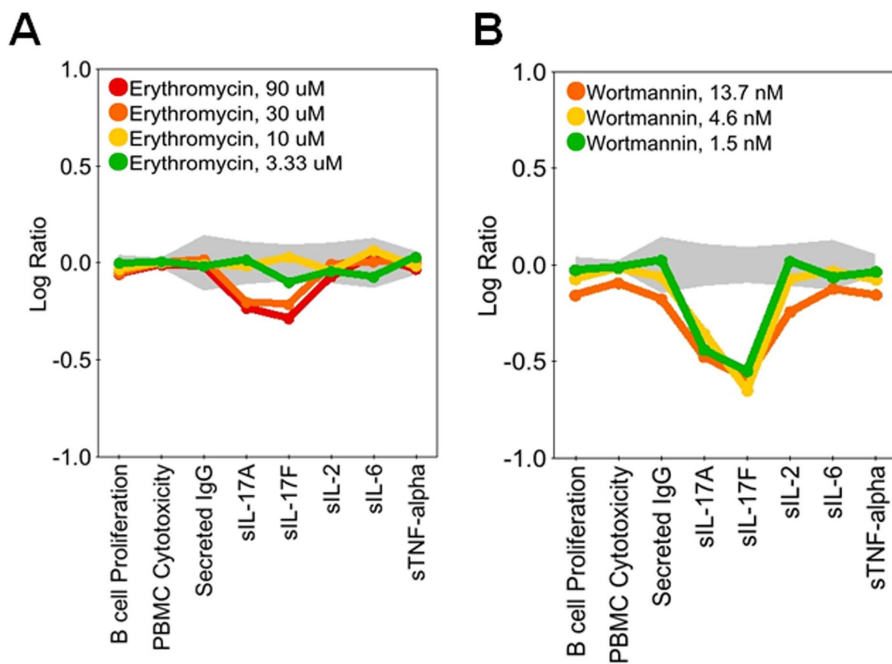 A
1.0
0.5
0.0
-0.5
-1.0
Log Ratio
Erythromycin, 90 uM
Erythromycin, 30 uM
Erythromycin, 10 uM
Erythromycin, 3.33 uM
B cell Proliferation
PBMC Cytotoxicity
Secreted IgG
sIL-17A
sIL-17F
sIL-2
sIL-6
sTNF-alpha
B
1.0
0.5
0.0
-0.5
-1.0
Log Ratio
Wortmannin, 13.7 nM
Wortmannin, 4.6 nM
Wortmannin, 1.5 nM
B cell Proliferation
PBMC Cytotoxicity
Secreted IgG
sIL-17A
sIL-17F
sIL-2
sIL-6
sTNF-alpha